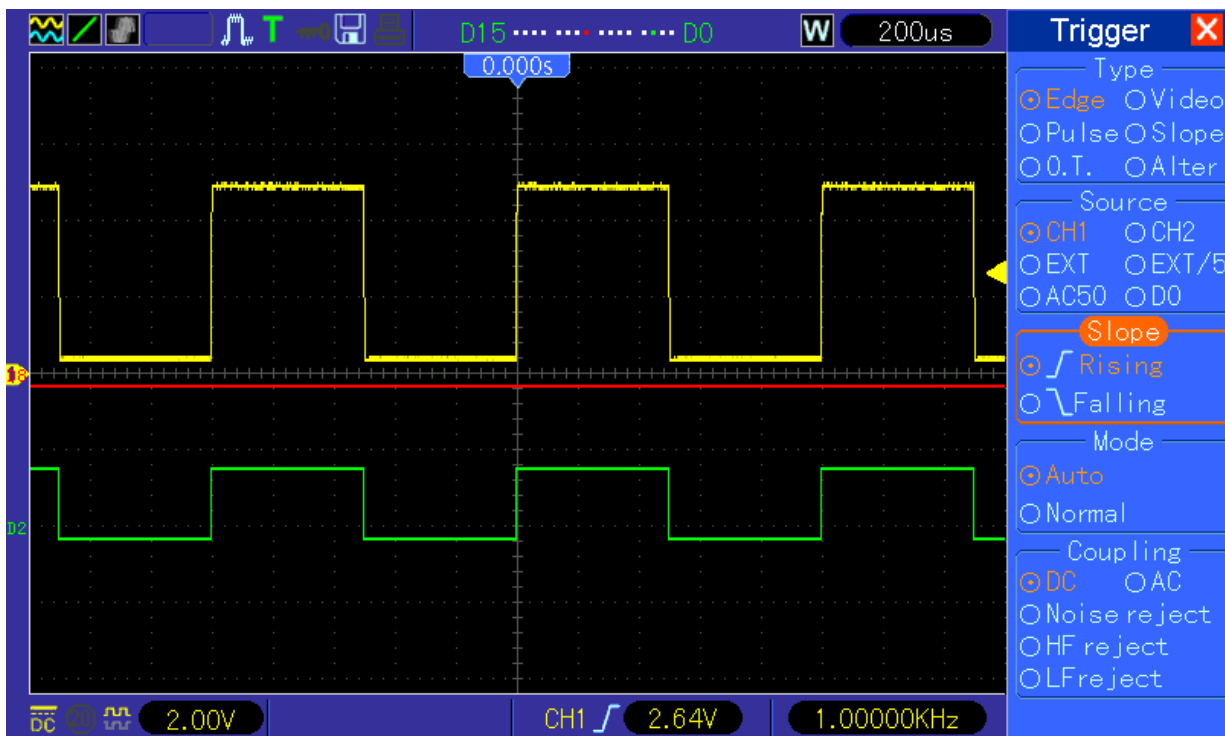 T D15 D0 W 200us
0.000s
D2
DC 20 2.00V CH1 2.64V 1.00000KHz
Trigger X
Type
Edge Video
Pulse Slope
O.T. Alter
Source
CH1 CH2
EXT EXT/5
AC50 D0
Slope
Rising
Falling
Mode
Auto
Normal
Coupling
DC AC
Noise reject
HF reject
LFreject